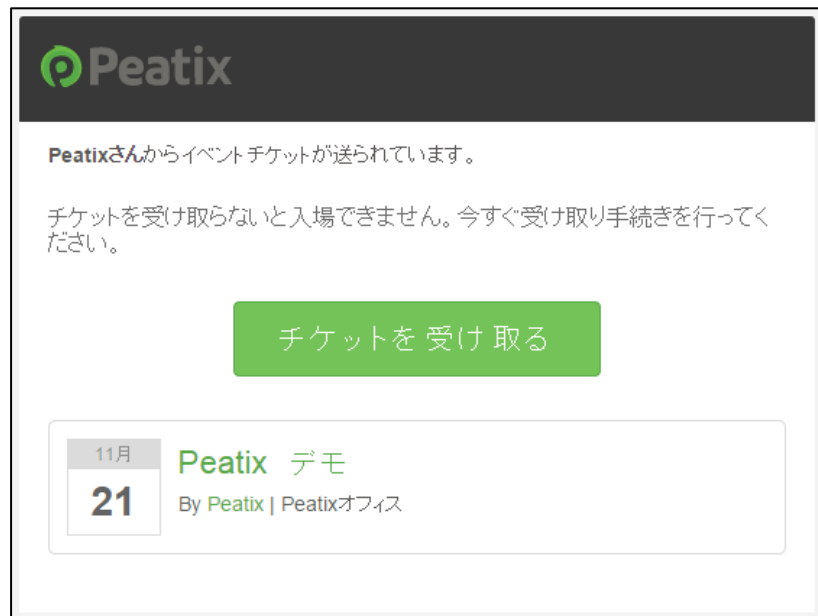 Peatix
Peatixさんからイベントチケットが送られています。
チケットを受け取らないと入場できません。今すぐ受け取り手続きを行ってく
ださい。
チケットを受け取る
11月
21
Peatix デモ
By Peatix | Peatixオフィス